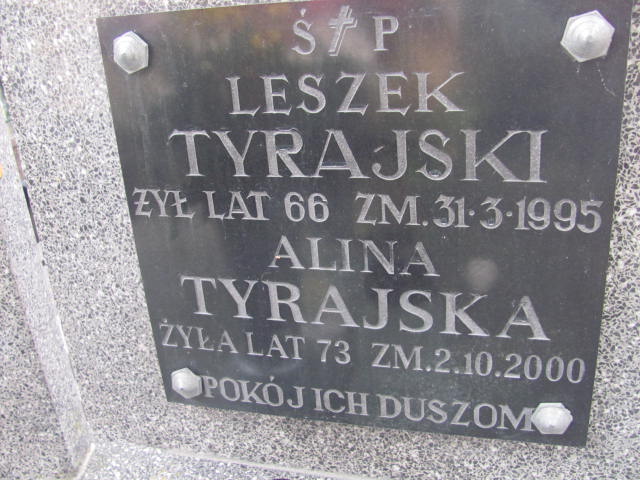 Ś † P
LESZEK
TYRAJSKI
ŻYŁ LAT 66 ZM.31·3·1995
ALINA
TYRAJSKA
ŻYŁA LAT 73 ZM.2.10.2000
POKÓJ ICH DUSZOM